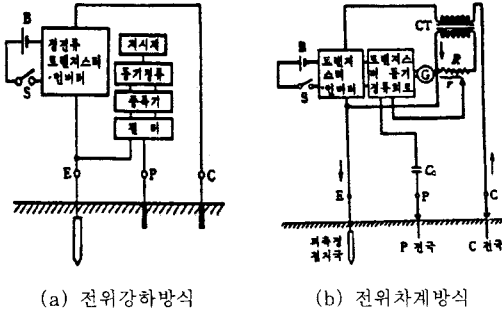 B
S
정전류
트랜지스터
·인버터
지시계
동기정류
증폭기
필터
E
P
C
(a) 전위강하방식
CT
B
S
트랜지
스터
인버터
트랜지스
터 동기
정류회로
G
R
r
C₂
E
P
C
피측정
접지극
P 전극
C 전극
(b) 전위차계방식